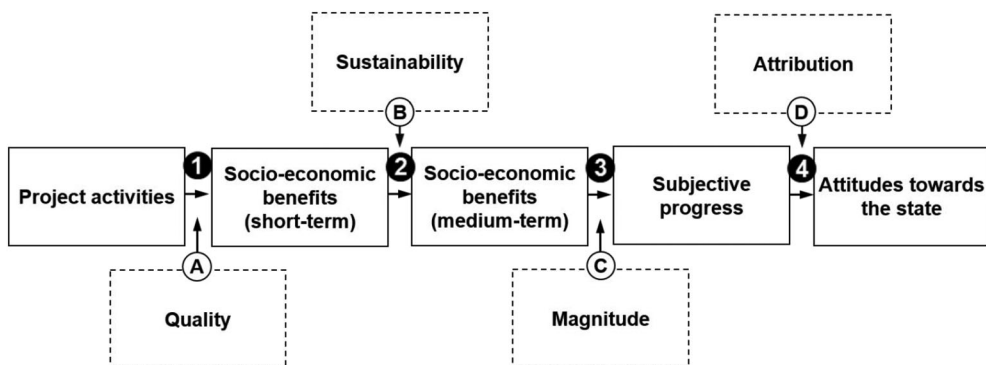 Sustainability
Attribution
B
D
1
2
3
4
Project activities
Socio-economic
benefits
(short-term)
Socio-economic
benefits
(medium-term)
Subjective
progress
Attitudes towards
the state
A
C
Quality
Magnitude